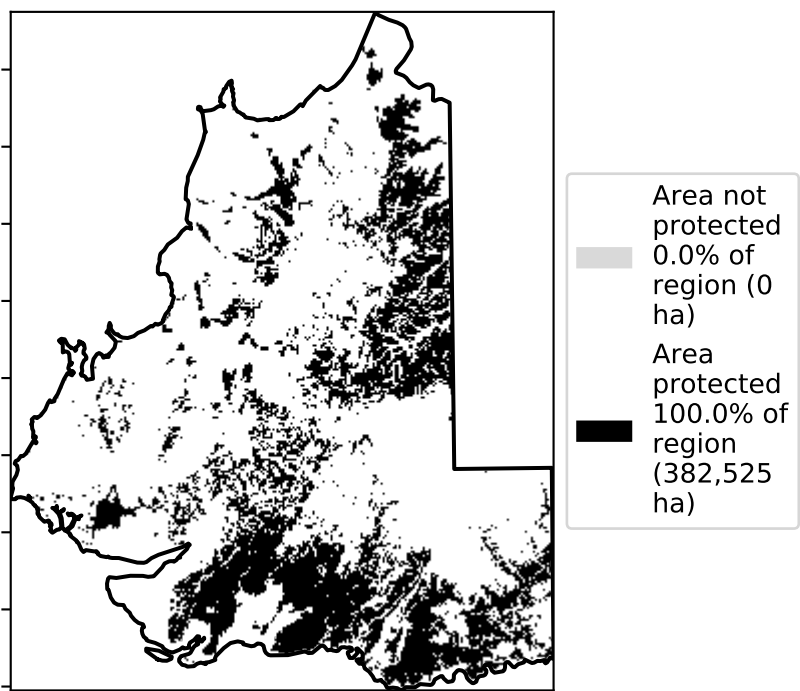 Area not
protected
0.0% of
region (0
ha)
Area
protected
100.0% of
region
(382,525
ha)